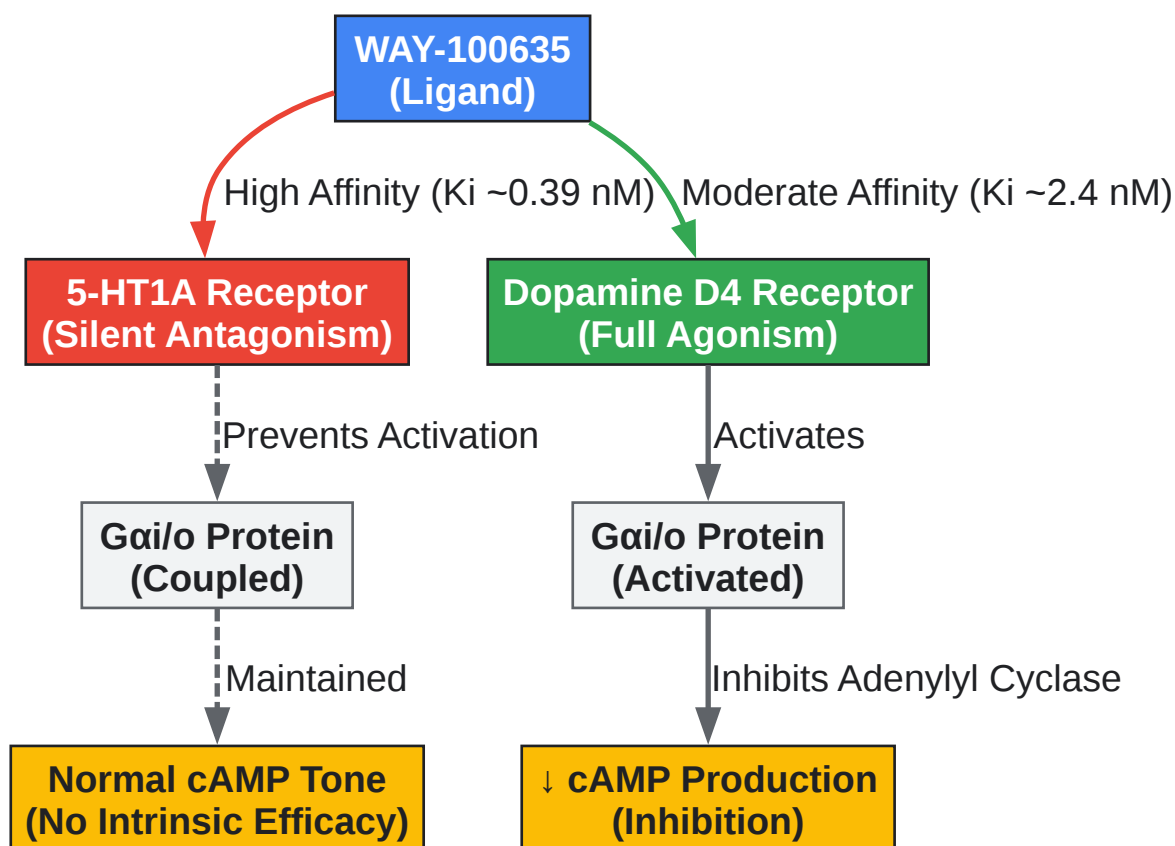 WAY-100635
(Ligand)
High Affinity (Ki ~0.39 nM)
Moderate Affinity (Ki ~2.4 nM)
5-HT1A Receptor
(Silent Antagonism)
Dopamine D4 Receptor
(Full Agonism)
Prevents Activation
Activates
Gαi/o Protein
(Coupled)
Gαi/o Protein
(Activated)
Maintained
Inhibits Adenylyl Cyclase
Normal cAMP Tone
(No Intrinsic Efficacy)
↓ cAMP Production
(Inhibition)